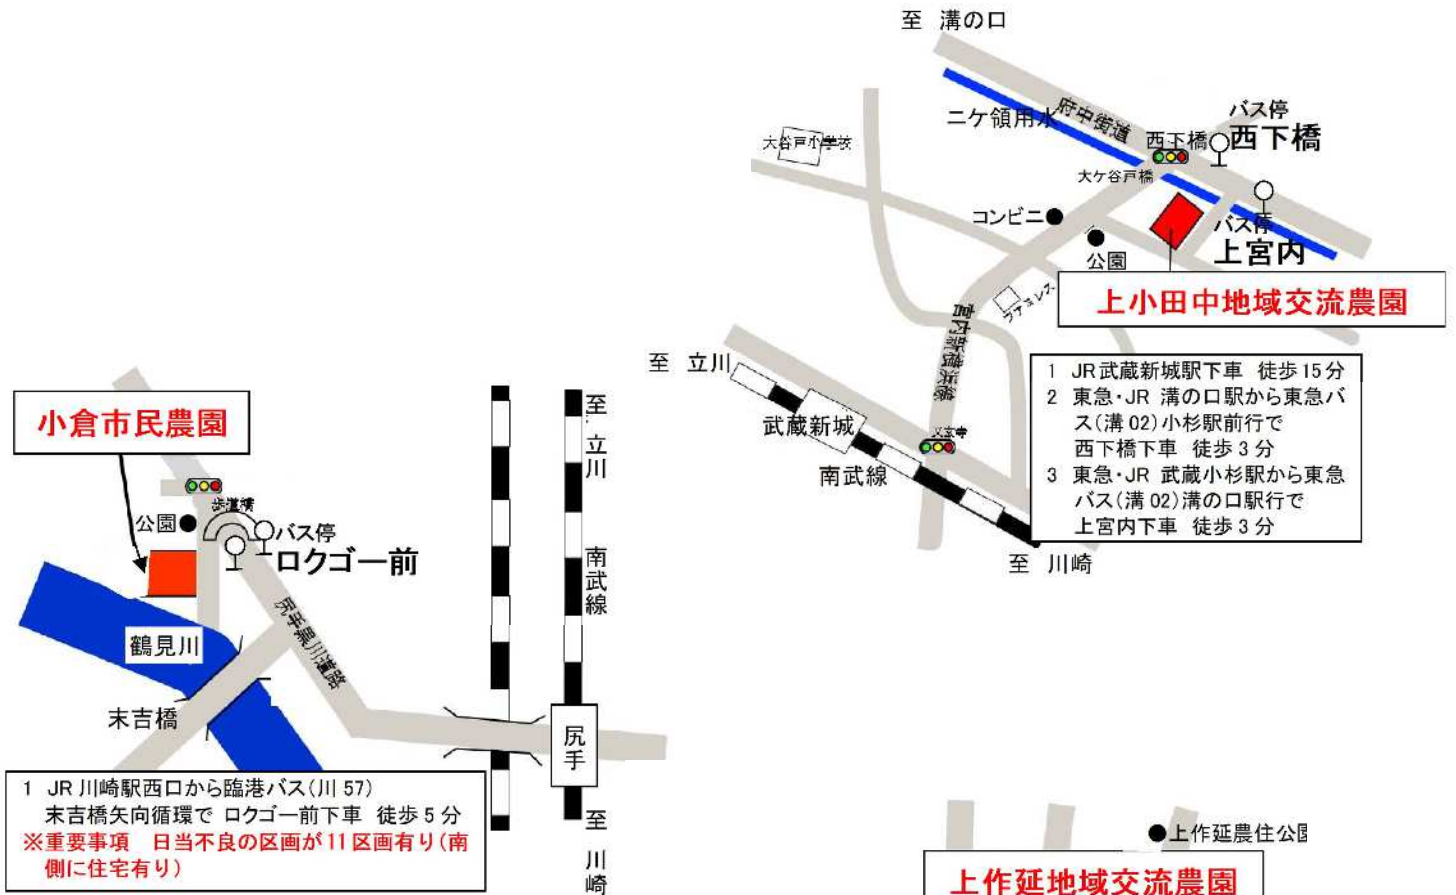 至 溝の口
バス停
西下橋
府中街道
二ケ領用水
西下橋
大谷戸小学校
大ケ谷戸橋
コンビニ
公園
バス停
上宮内
上小田中地域交流農園
宮内新横浜線
至 立川
武蔵新城
南武線
至 川崎
1 JR武蔵新城駅下車 徒歩15分
2 東急・JR 溝の口駅から東急バ
ス(溝02)小杉駅前行で
西下橋下車 徒歩3分
3 東急・JR 武蔵小杉駅から東急
バス(溝02)溝の口駅行で
上宮内下車 徒歩3分
小倉市民農園
歩道橋
公園
バス停
ロクゴー前
鶴見川
末吉橋
至 立川
南武線
尻手
至 川崎
1 JR川崎駅西口から臨港バス(川57)
末吉橋矢向循環で ロクゴー前下車 徒歩5分
※重要事項 日当不良の区画が11区画有り(南
側に住宅有り)
上作延農住公園
上作延地域交流農園